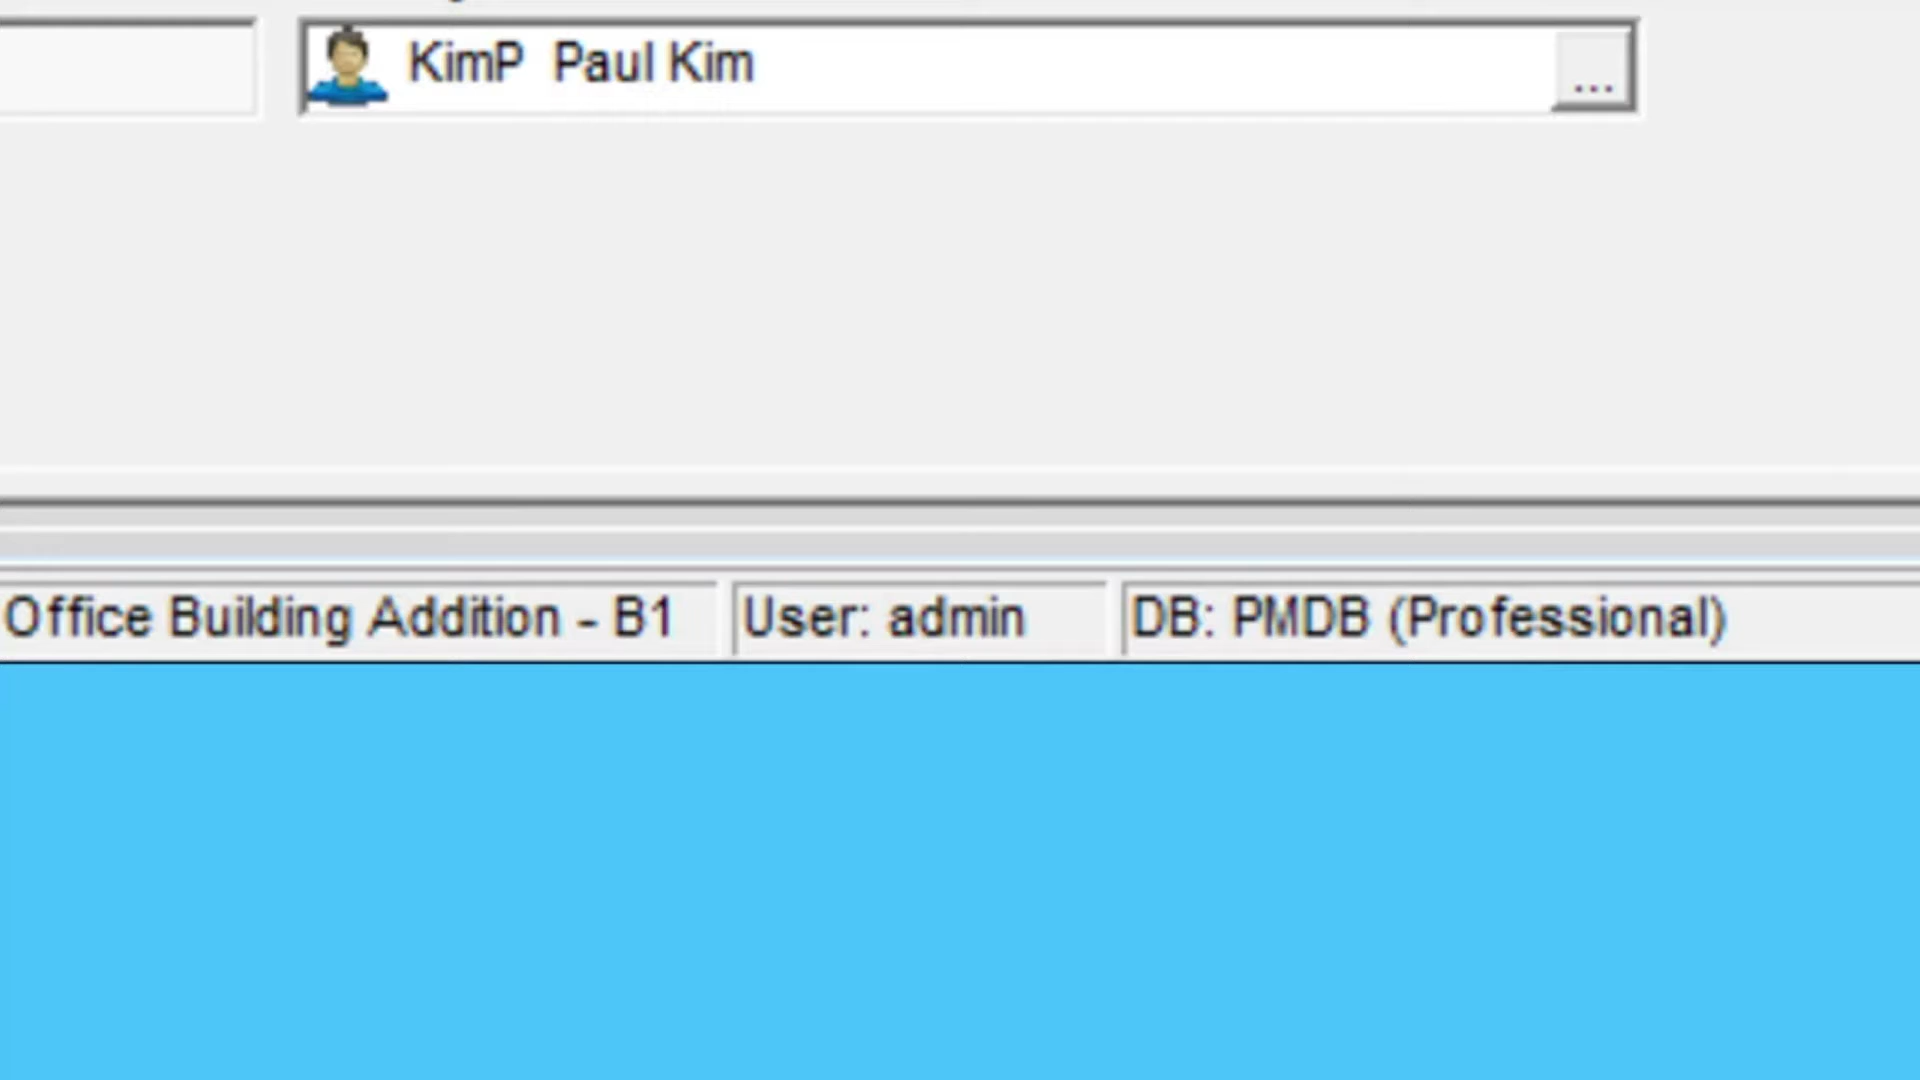 KimP  Paul Kim
...
Office Building Addition - B1
User: admin
DB: PMDB (Professional)